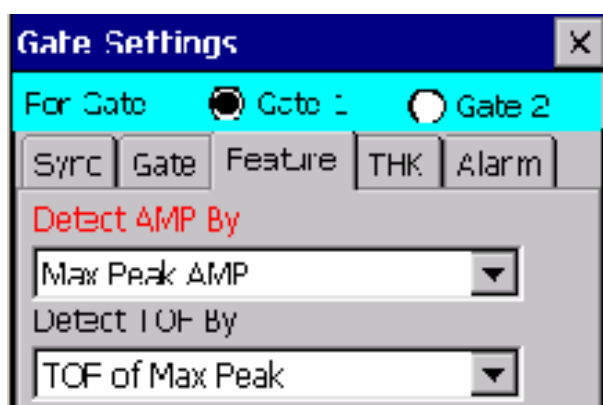 Gate Settings
For Gate Gate 1 Gate 2
Sync Gate Feature THK Alarm
Detect AMP By
Max Peak AMP
Detect TOF By
TOF of Max Peak